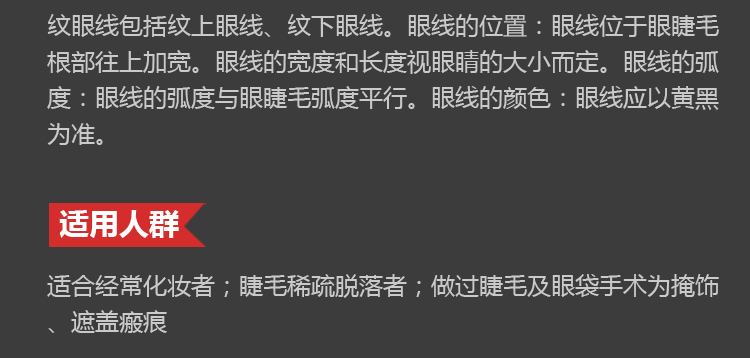 纹眼线包括纹上眼线、纹下眼线。眼线的位置：眼线位于眼睫毛
根部往上加宽。眼线的宽度和长度视眼睛的大小而定。眼线的弧
度：眼线的弧度与眼睫毛弧度平行。眼线的颜色：眼线应以黄黑
为准。
适用人群
适合经常化妆者；睫毛稀疏脱落者；做过睫毛及眼袋手术为掩饰
、遮盖瘢痕